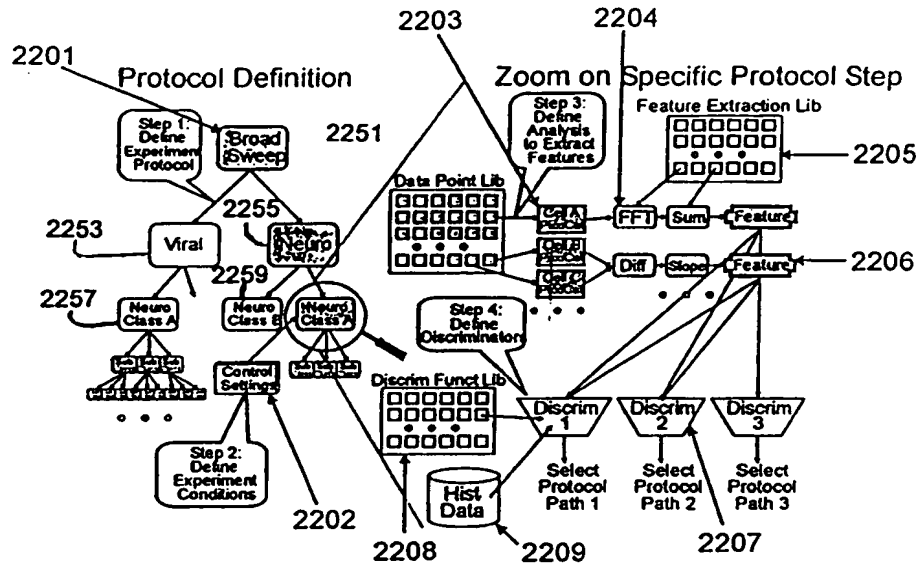 2203
2204
2201
Protocol Definition
Zoom on Specific Protocol Step
Step 1:
Define
Experiment
Protocol
Broad
Sweep
2251
Step 3:
Define
Analysis
to Extract
Features
Feature Extraction Lib
2205
2255
Data Point Lib
2253
Viral
Neuro
Cell A
FFT
Sum
Feature
2259
Cell B
Diff
Slope
Feature
2206
2257
Neuro
Class A
Neuro
Class B
Neuro
Class A
Cell C
Step 4:
Define
Discriminators
Control
Settings
Discrim Funct Lib
Discrim
1
Discrim
2
Discrim
3
Step 2:
Define
Experiment
Conditions
Hist
Data
Select
Protocol
Path 1
Select
Protocol
Path 2
Select
Protocol
Path 3
2202
2208
2209
2207